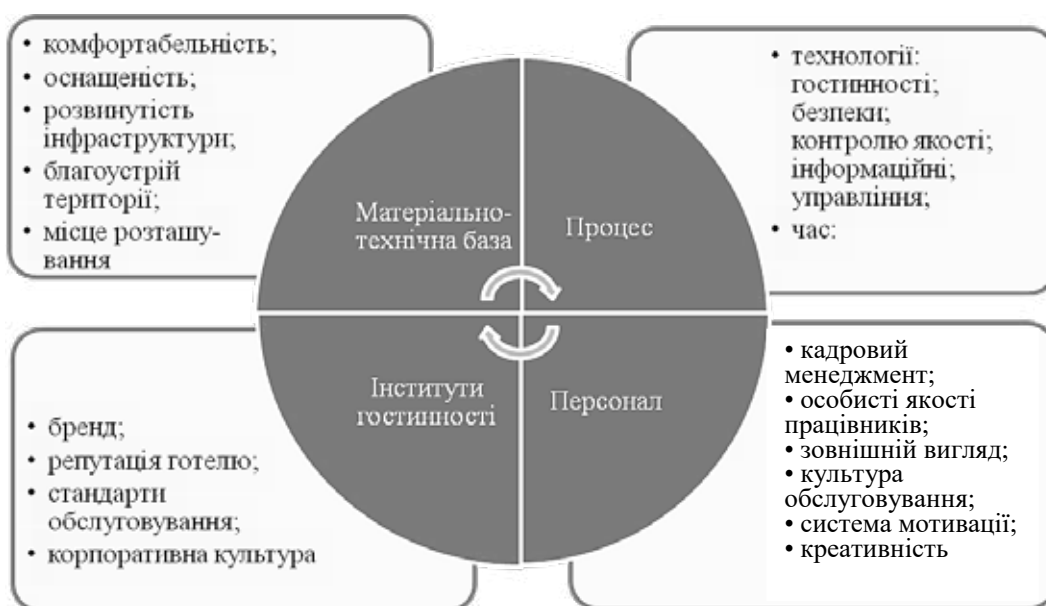 • комфортабельність;
• оснащеність;
• розвинутість
інфраструктури;
• благоустрій
території;
• місце розташу-
вання
• технології:
гостинності;
безпеки;
контролю якості;
інформаційні;
управління;
• час:
Матеріально-
технічна база
Процес
Інститути
гостинності
Персонал
• бренд;
• репутація готелю;
• стандарти
обслуговування;
• корпоративна культура
• кадровий
менеджмент;
• особисті якості
працівників;
• зовнішній вигляд;
• культура
обслуговування;
• система мотивації;
• креативність